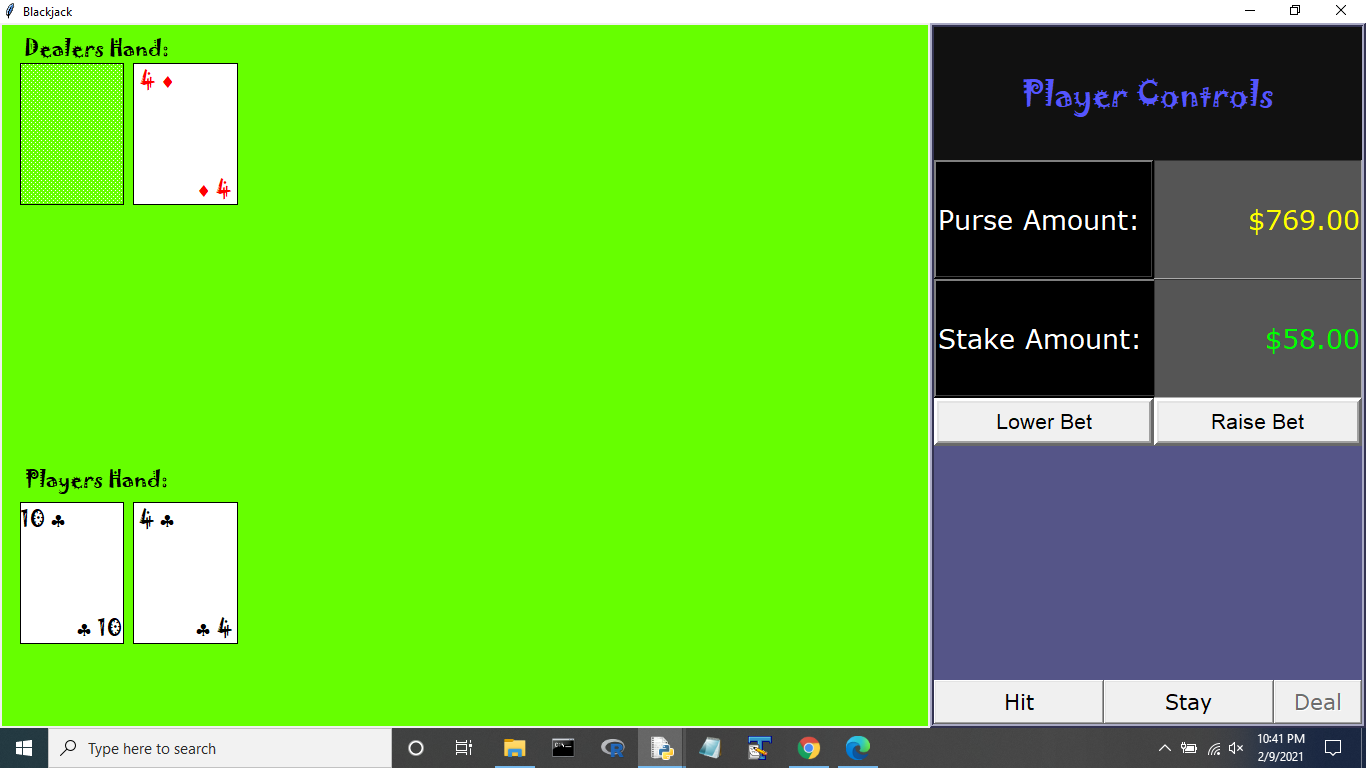 Blackjack
Dealers Hand:
4 ♦
♦ 4
Player Controls
Purse Amount: $769.00
Stake Amount: $58.00
Lower Bet Raise Bet
Players Hand:
10 ♣ 4 ♣
♣ 10 ♣ 4
Hit Stay Deal
Type here to search
10:41 PM
2/9/2021